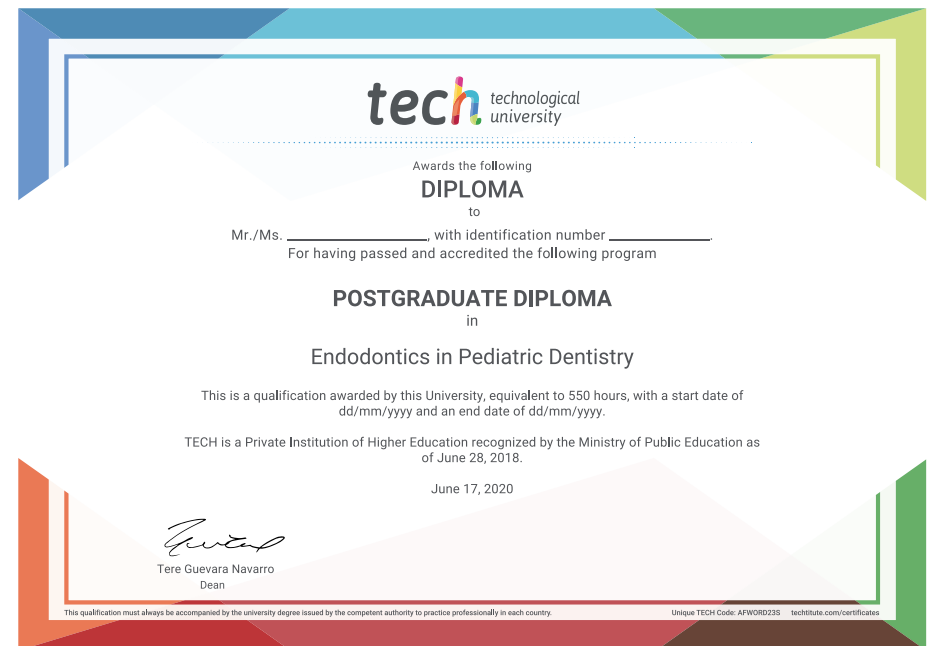 tech technological
university
Awards the following
DIPLOMA
to
Mr./Ms. ____________, with identification number ____________.
For having passed and accredited the following program
POSTGRADUATE DIPLOMA
in
Endodontics in Pediatric Dentistry
This is a qualification awarded by this University, equivalent to 550 hours, with a start date of
dd/mm/yyyy and an end date of dd/mm/yyyy.
TECH is a Private Institution of Higher Education recognized by the Ministry of Public Education as
of June 28, 2018.
June 17, 2020
Tere Guevara Navarro
Dean
This qualification must always be accompanied by the university degree issued by the competent authority to practice professionally in each country. Unique TECH Code: AFWORD23S techtitute.com/certificates